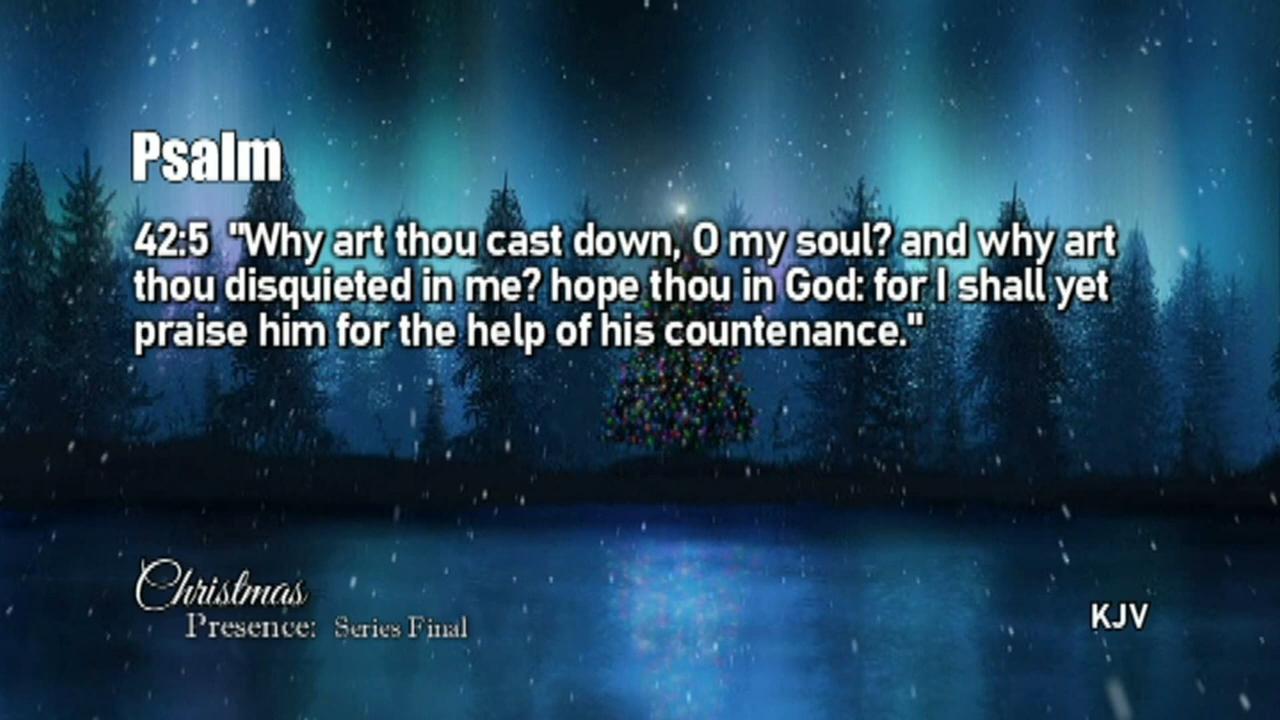 Psalm
42:5 "Why art thou cast down, O my soul? and why art
thou disquieted in me? hope thou in God: for I shall yet
praise him for the help of his countenance."
Christmas
Presence: Series Final
KJV